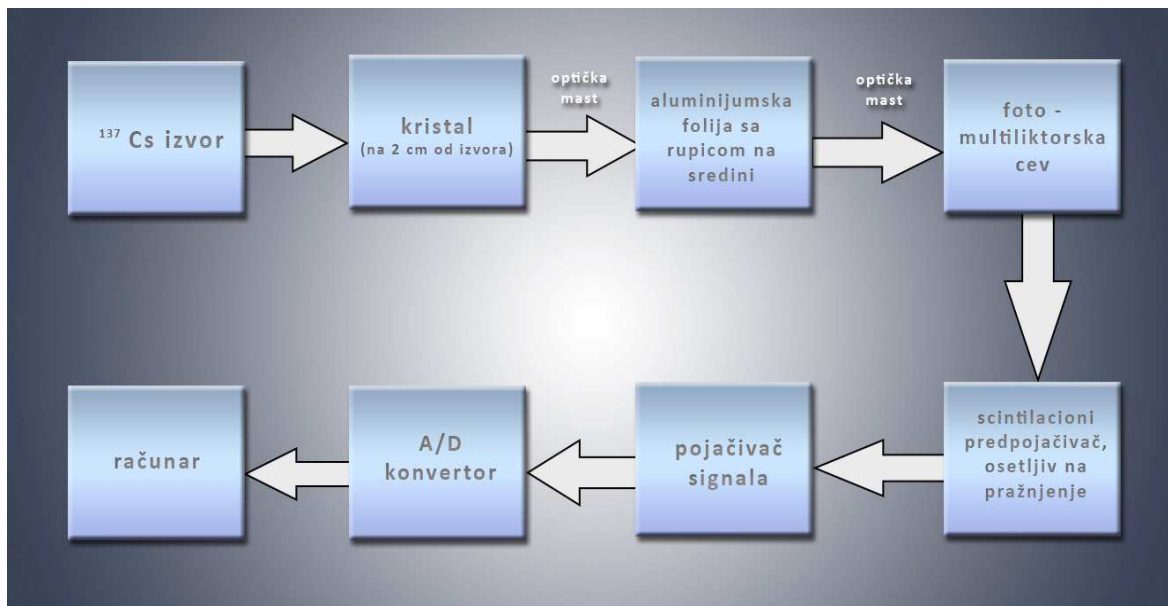 ¹³⁷ Cs izvor
kristal
(na 2 cm od izvora)
optička
mast
aluminijumska
folija sa
rupicom na
sredini
optička
mast
foto -
multiliktorska
cev
scintilacioni
predpojačivač,
osetljiv na
pražnjenje
pojačivač
signala
A/D
konvertor
računar